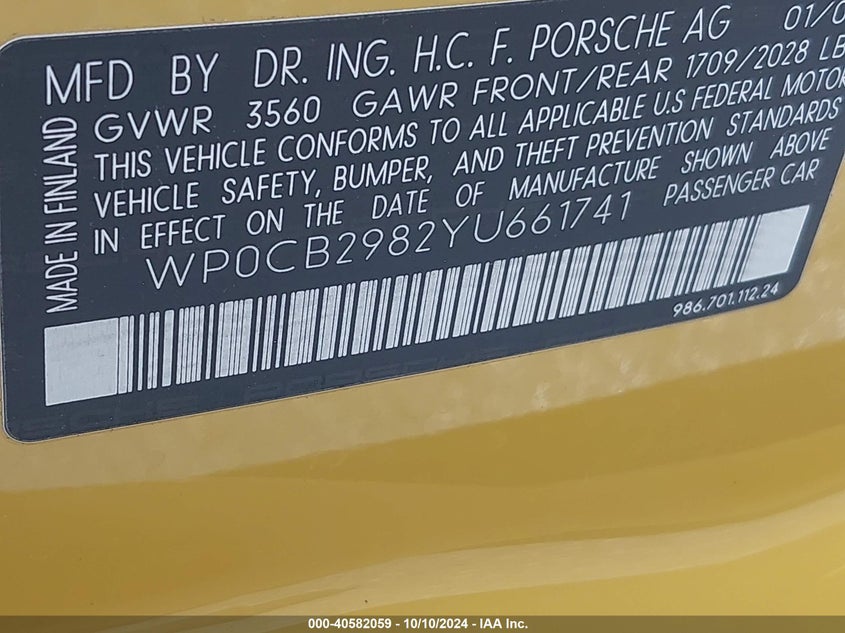 MFD BY DR. ING. H.C. F. PORSCHE AG 01/0
GVWR 3560 GAWR FRONT/REAR 1709/2028 LB
THIS VEHICLE CONFORMS TO ALL APPLICABLE U.S FEDERAL MOTOR
VEHICLE SAFETY, BUMPER, AND THEFT PREVENTION STANDARDS
IN EFFECT ON THE DATE OF MANUFACTURE SHOWN ABOVE
WP0CB2982YU661741 PASSENGER CAR
MADE IN FINLAND
986.701.112.24
000-40582059 - 10/10/2024 - IAA Inc.